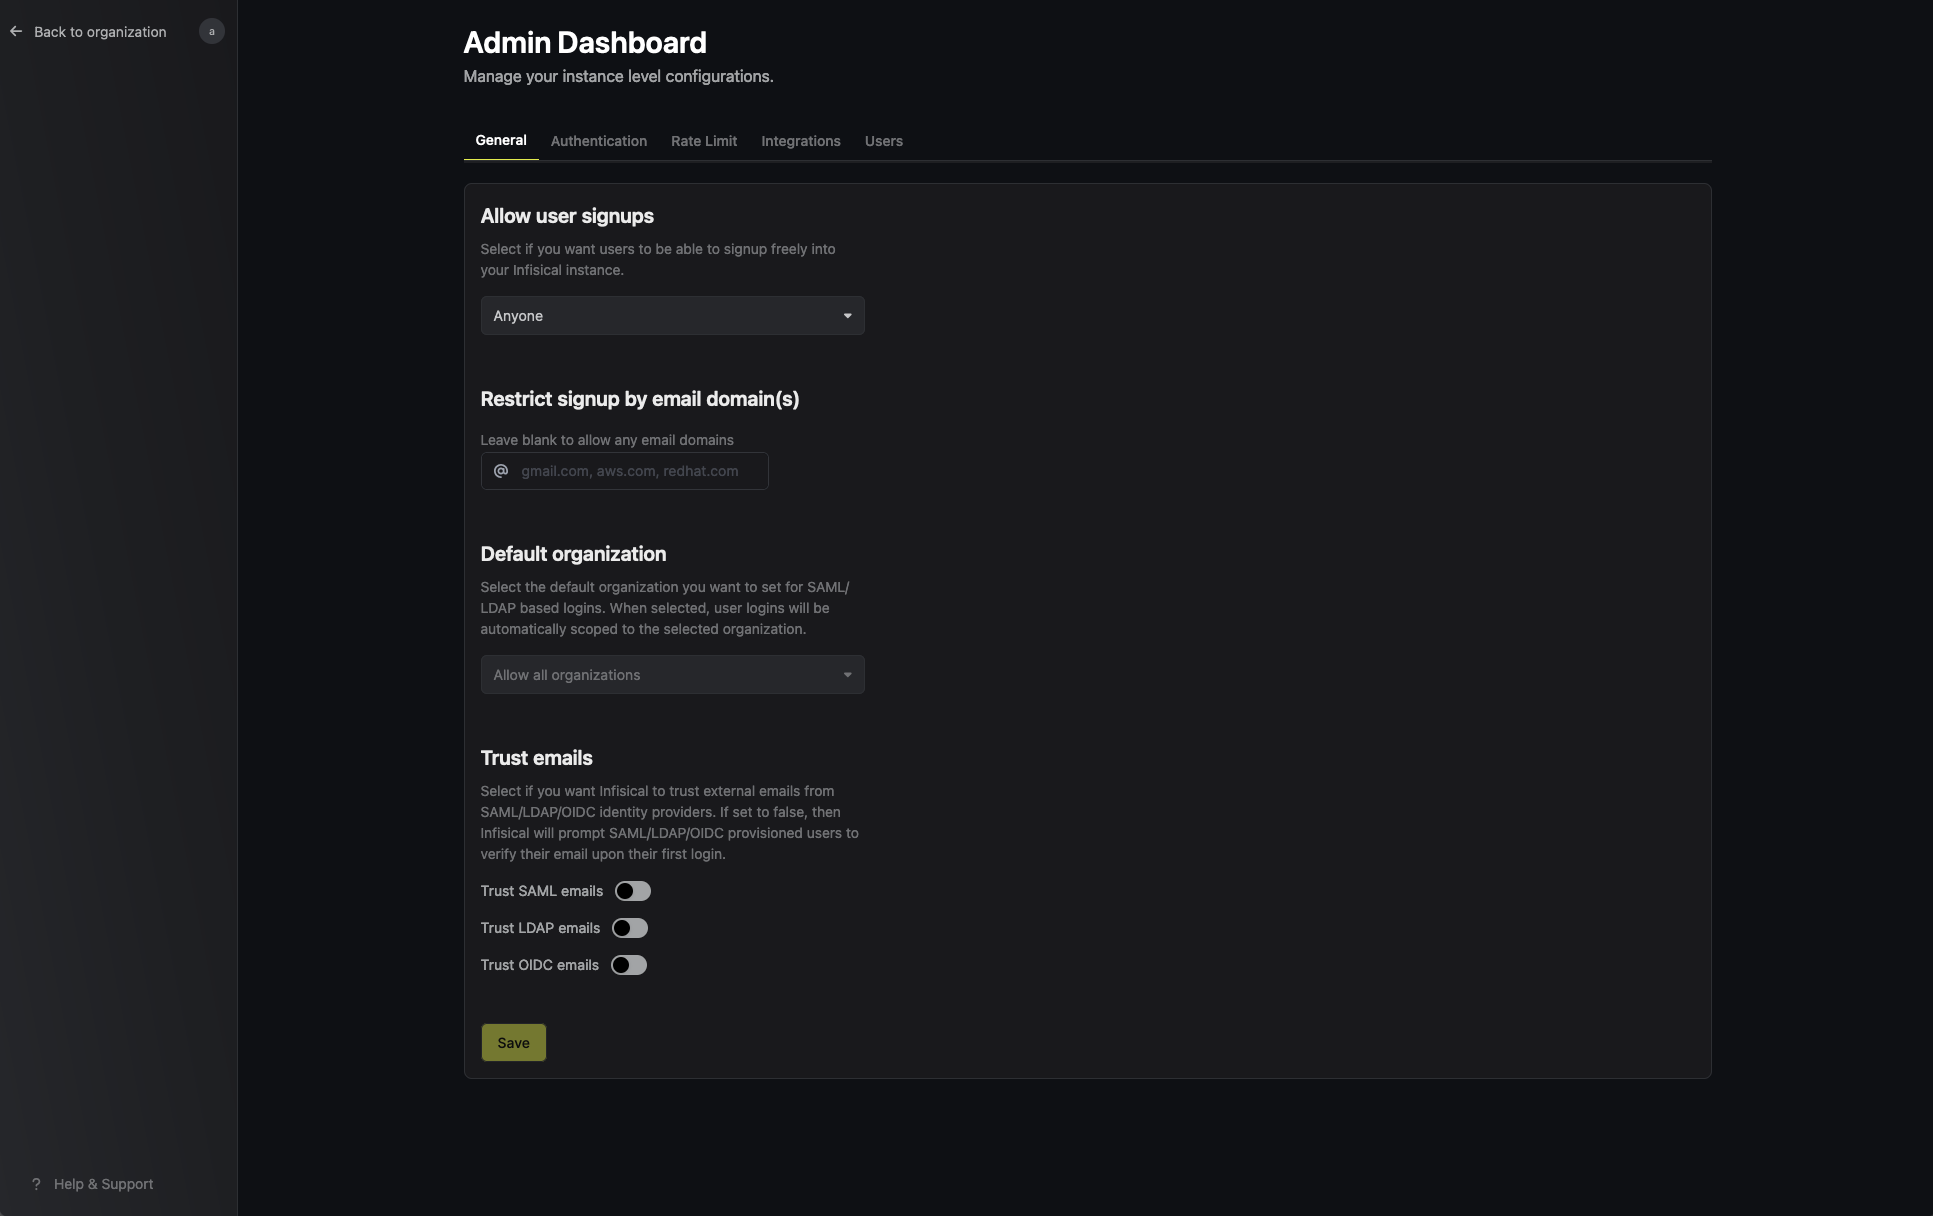 Back to organization
a
Admin Dashboard
Manage your instance level configurations.
General
Authentication
Rate Limit
Integrations
Users
Allow user signups
Select if you want users to be able to signup freely into
your Infisical instance.
Anyone
Restrict signup by email domain(s)
Leave blank to allow any email domains
@ gmail.com, aws.com, redhat.com
Default organization
Select the default organization you want to set for SAML/
LDAP based logins. When selected, user logins will be
automatically scoped to the selected organization.
Allow all organizations
Trust emails
Select if you want Infisical to trust external emails from
SAML/LDAP/OIDC identity providers. If set to false, then
Infisical will prompt SAML/LDAP/OIDC provisioned users to
verify their email upon their first login.
Trust SAML emails
Trust LDAP emails
Trust OIDC emails
Save
? Help & Support